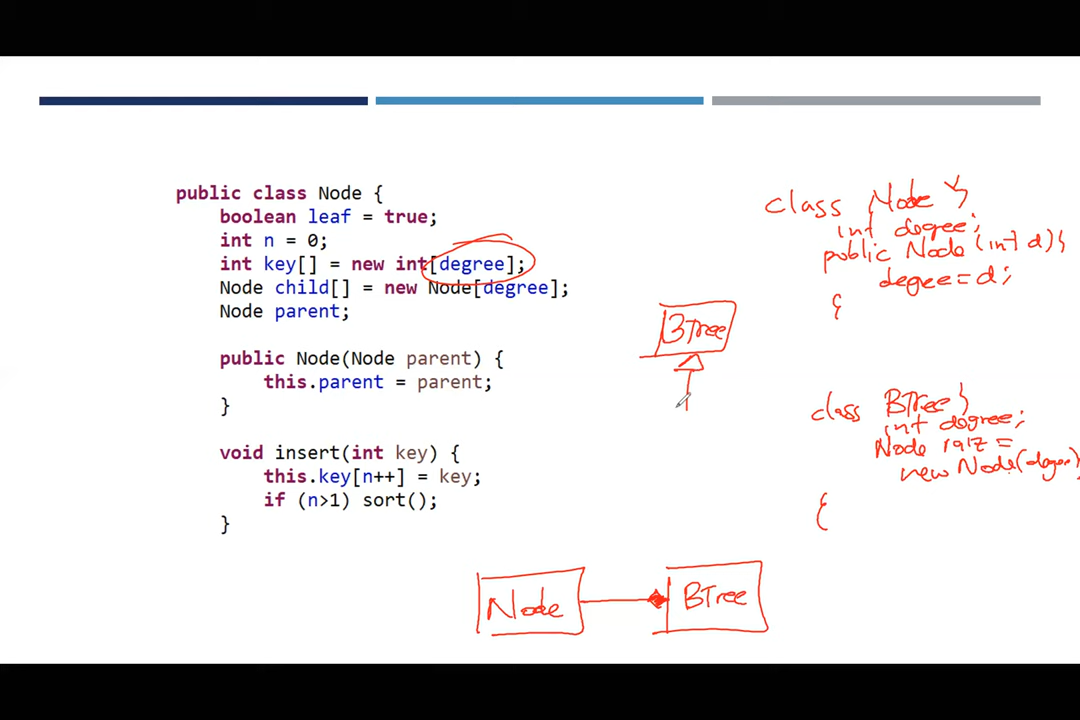 public class Node {
boolean leaf = true;
int n = 0;
int key[] = new int[degree];
Node child[] = new Node[degree];
Node parent;
public Node(Node parent) {
this.parent = parent;
}
void insert(int key) {
this.key[n++] = key;
if (n>1) sort();
}
class Node {
int degree;
public Node (int d) {
degree = d;
}
BTree
class BTree {
int degree;
Node raiz =
new Node(degree)
}
Node
BTree